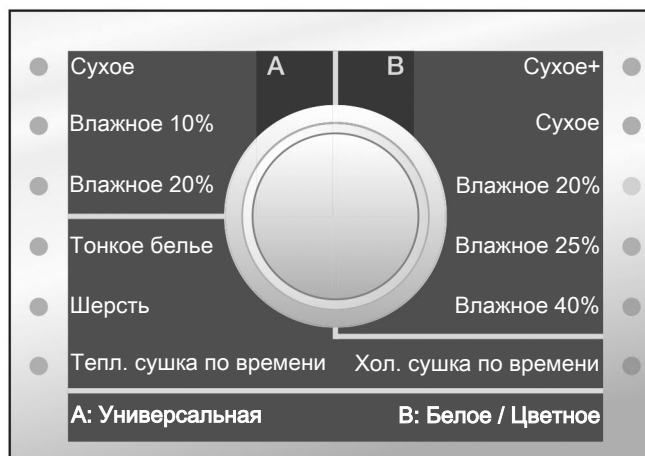 Сухое A B Сухое+
Влажное 10% Сухое
Влажное 20% Влажное 20%
Тонкое белье Влажное 25%
Шерсть Влажное 40%
Тепл. сушка по времени Хол. сушка по времени
A: Универсальная B: Белое / Цветное